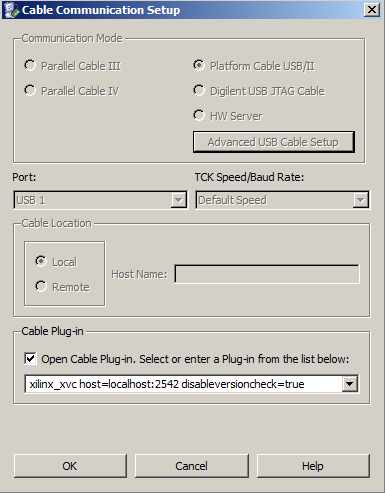 Cable Communication Setup
Communication Mode
Parallel Cable III
Platform Cable USB/II
Parallel Cable IV
Digilent USB JTAG Cable
HW Server
Advanced USB Cable Setup
Port:
TCK Speed/Baud Rate:
USB 1
Default Speed
Cable Location
Local
Host Name:
Remote
Cable Plug-in
Open Cable Plug-in. Select or enter a Plug-in from the list below:
xilinx_xvc host=localhost:2542 disableversioncheck=true
OK
Cancel
Help